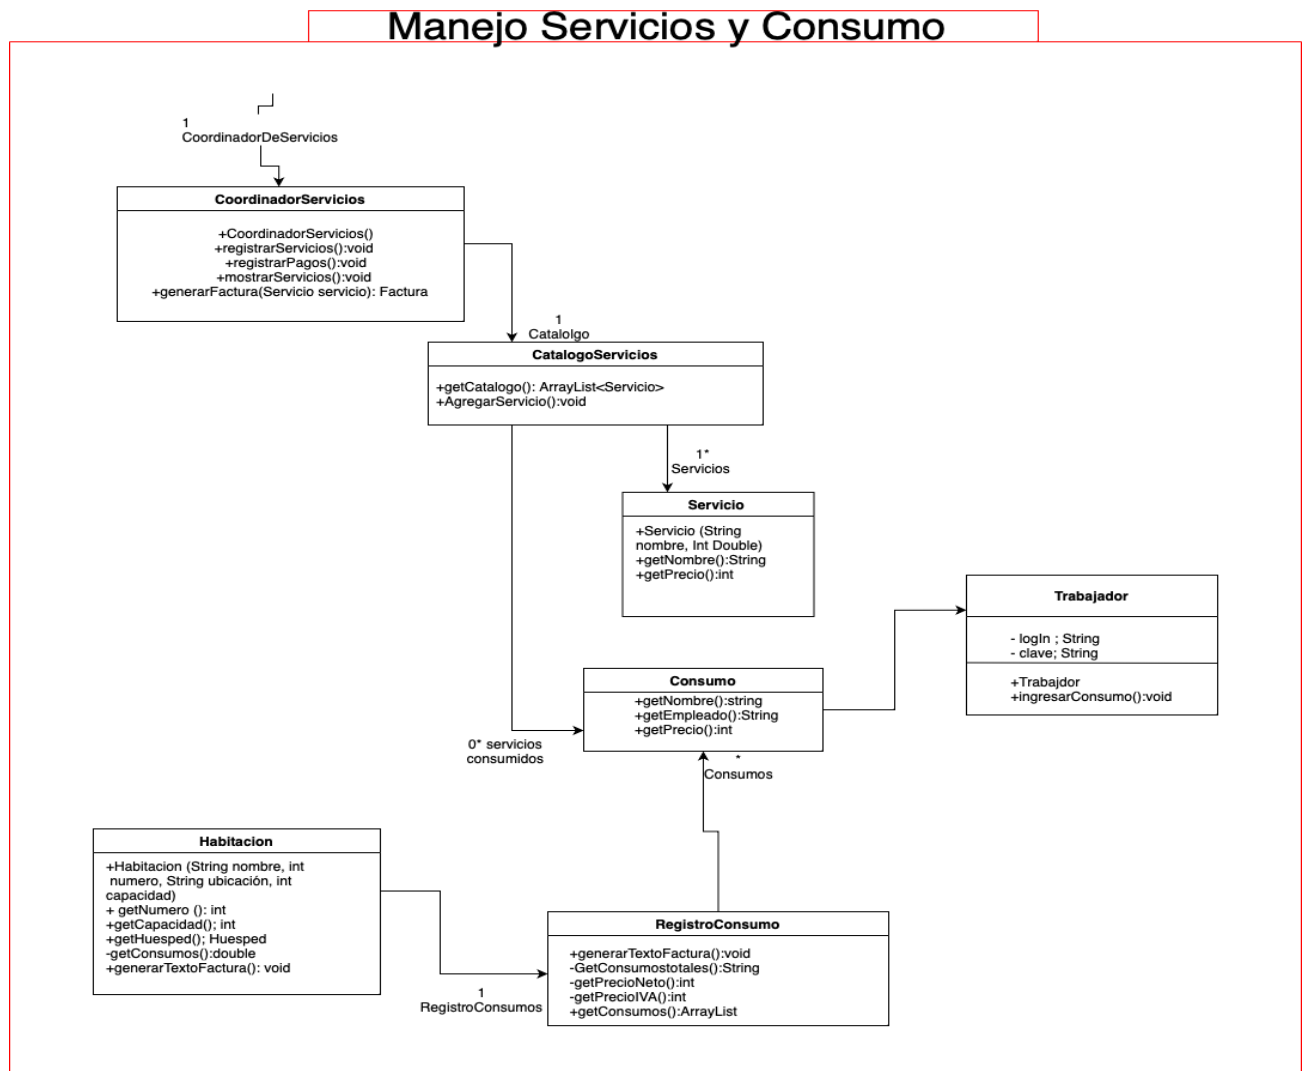 Manejo Servicios y Consumo
1
CoordinadorDeServicios
CoordinadorServicios
+CoordinadorServicios()
+registrarServicios():void
+registrarPagos():void
+mostrarServicios():void
+generarFactura(Servicio servicio): Factura
1
Catalolgo
CatalogoServicios
+getCatalogo(): ArrayList<Servicio>
+AgregarServicio():void
1*
Servicios
Servicio
+Servicio (String
nombre, Int Double)
+getNombre():String
+getPrecio():int
Trabajador
- logIn ; String
- clave; String
+Trabajdor
+ingresarConsumo():void
Consumo
+getNombre():string
+getEmpleado():String
+getPrecio():int
0* servicios
consumidos
*
Consumos
Habitacion
+Habitacion (String nombre, int
numero, String ubicación, int
capacidad)
+ getNumero (): int
+getCapacidad(); int
+getHuesped(); Huesped
-getConsumos():double
+generarTextoFactura(): void
1
RegistroConsumos
RegistroConsumo
+generarTextoFactura():void
-GetConsumostotales():String
-getPrecioNeto():int
-getPrecioIVA():int
+getConsumos():ArrayList